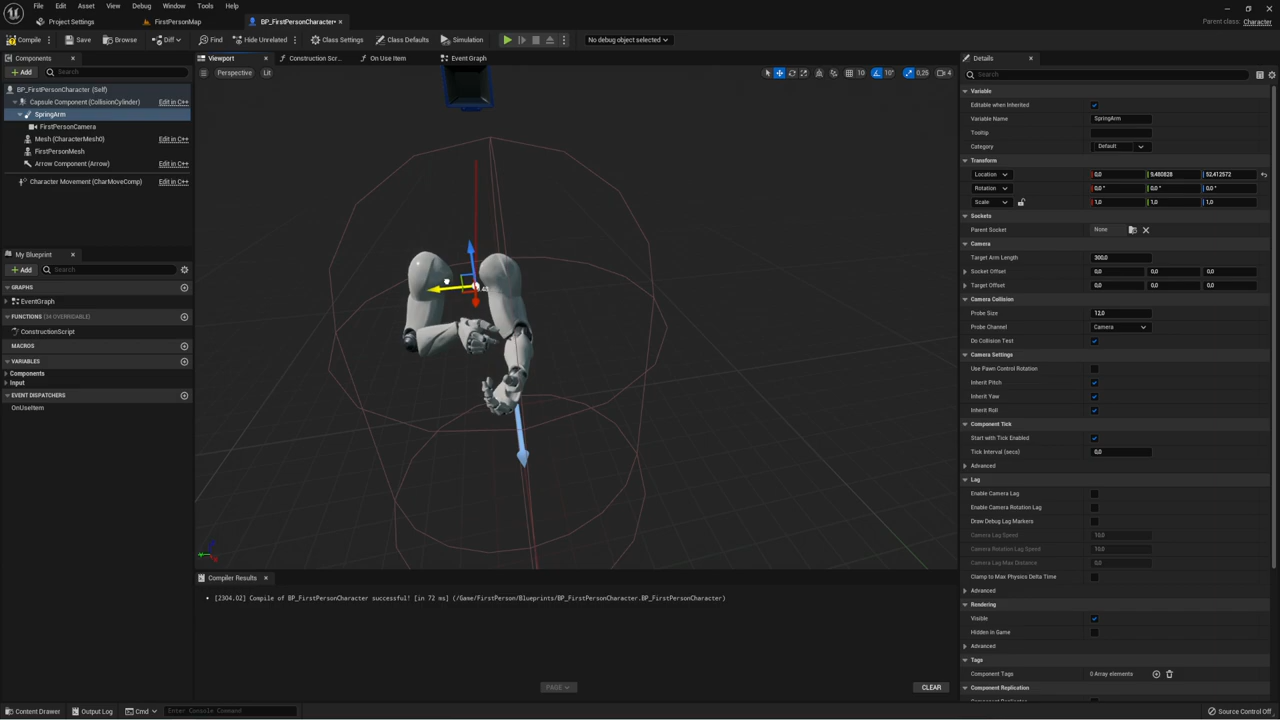 File Edit Asset View Debug Window Tools Help
Project Settings FirstPersonMap BP_FirstPersonCharacter• Parent class: Character
Compile Save Browse Diff Find Hide Unrelated Class Settings Class Defaults Simulation No debug object selected
Components
Add Search
BP_FirstPersonCharacter (Self)
Capsule Component (CollisionCylinder) Edit in C++
SpringArm
FirstPersonCamera
Mesh (CharacterMesh0) Edit in C++
FirstPersonMesh
Arrow Component (Arrow) Edit in C++
Character Movement (CharMoveComp) Edit in C++
My Blueprint
Add Search
GRAPHS
EventGraph
FUNCTIONS (34 OVERRIDABLE)
ConstructionScript
MACROS
VARIABLES
Components
Input
EVENT DISPATCHERS
OnUseItem
Viewport Construction Scr... On Use Item Event Graph
Perspective Lit 10 10° 0,25 4
Compiler Results
[2304.02] Compile of BP_FirstPersonCharacter successful! [in 72 ms] (/Game/FirstPerson/Blueprints/BP_FirstPersonCharacter.BP_FirstPersonCharacter)
PAGE CLEAR
Details
Search
Variable
Editable when Inherited
Variable Name SpringArm
Tooltip
Category Default
Transform
Location 0,0 9,480828 52,412572
Rotation 0,0 ° 0,0 ° 0,0 °
Scale 1,0 1,0 1,0
Sockets
Parent Socket None
Camera
Target Arm Length 300,0
Socket Offset 0,0 0,0 0,0
Target Offset 0,0 0,0 0,0
Camera Collision
Probe Size 12,0
Probe Channel Camera
Do Collision Test
Camera Settings
Use Pawn Control Rotation
Inherit Pitch
Inherit Yaw
Inherit Roll
Component Tick
Start with Tick Enabled
Tick Interval (secs) 0,0
Advanced
Lag
Enable Camera Lag
Enable Camera Rotation Lag
Draw Debug Lag Markers
Camera Lag Speed 10,0
Camera Rotation Lag Speed 10,0
Camera Lag Max Distance 0,0
Clamp to Max Physics Delta Time
Advanced
Rendering
Visible
Hidden in Game
Advanced
Tags
Component Tags 0 Array elements
Component Replication
Content Drawer Output Log Cmd Enter Console Command Source Control Off